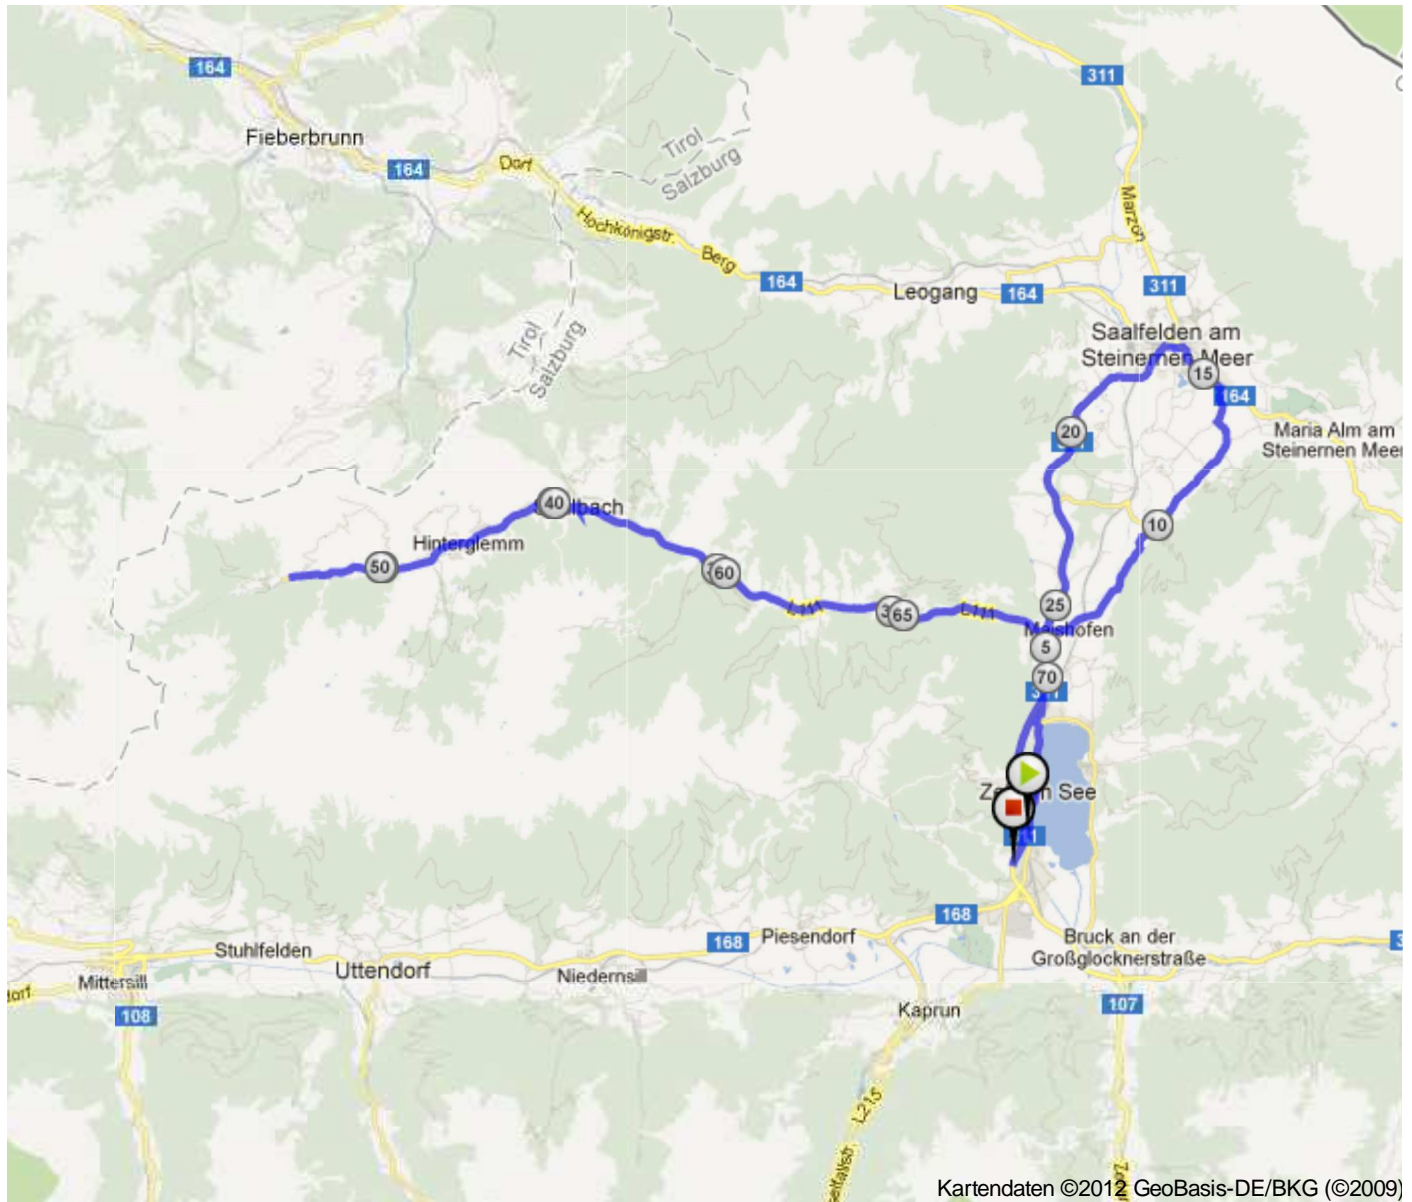 311
164
Fieberbrunn
Tirol
164
Dorf
Salzburg
Marzon
Hochkönigstr.
Berg
164
311
Leogang
164
Tirol
Saalfelden am
Steinernen Meer
Salzburg
15
164
20
Maria Alm am
Steinernen Meer
40
10
Hinterglemm
50
60
25
L111
65
L111
Maishofen
5
70
See
168
168
Piesendorf
Bruck an der
Großglocknerstraße
Stuhlfelden
Uttendorf
Niedernsill
Mittersill
107
Kaprun
108
L215
Kartendaten ©2012 GeoBasis-DE/BKG (©2009)